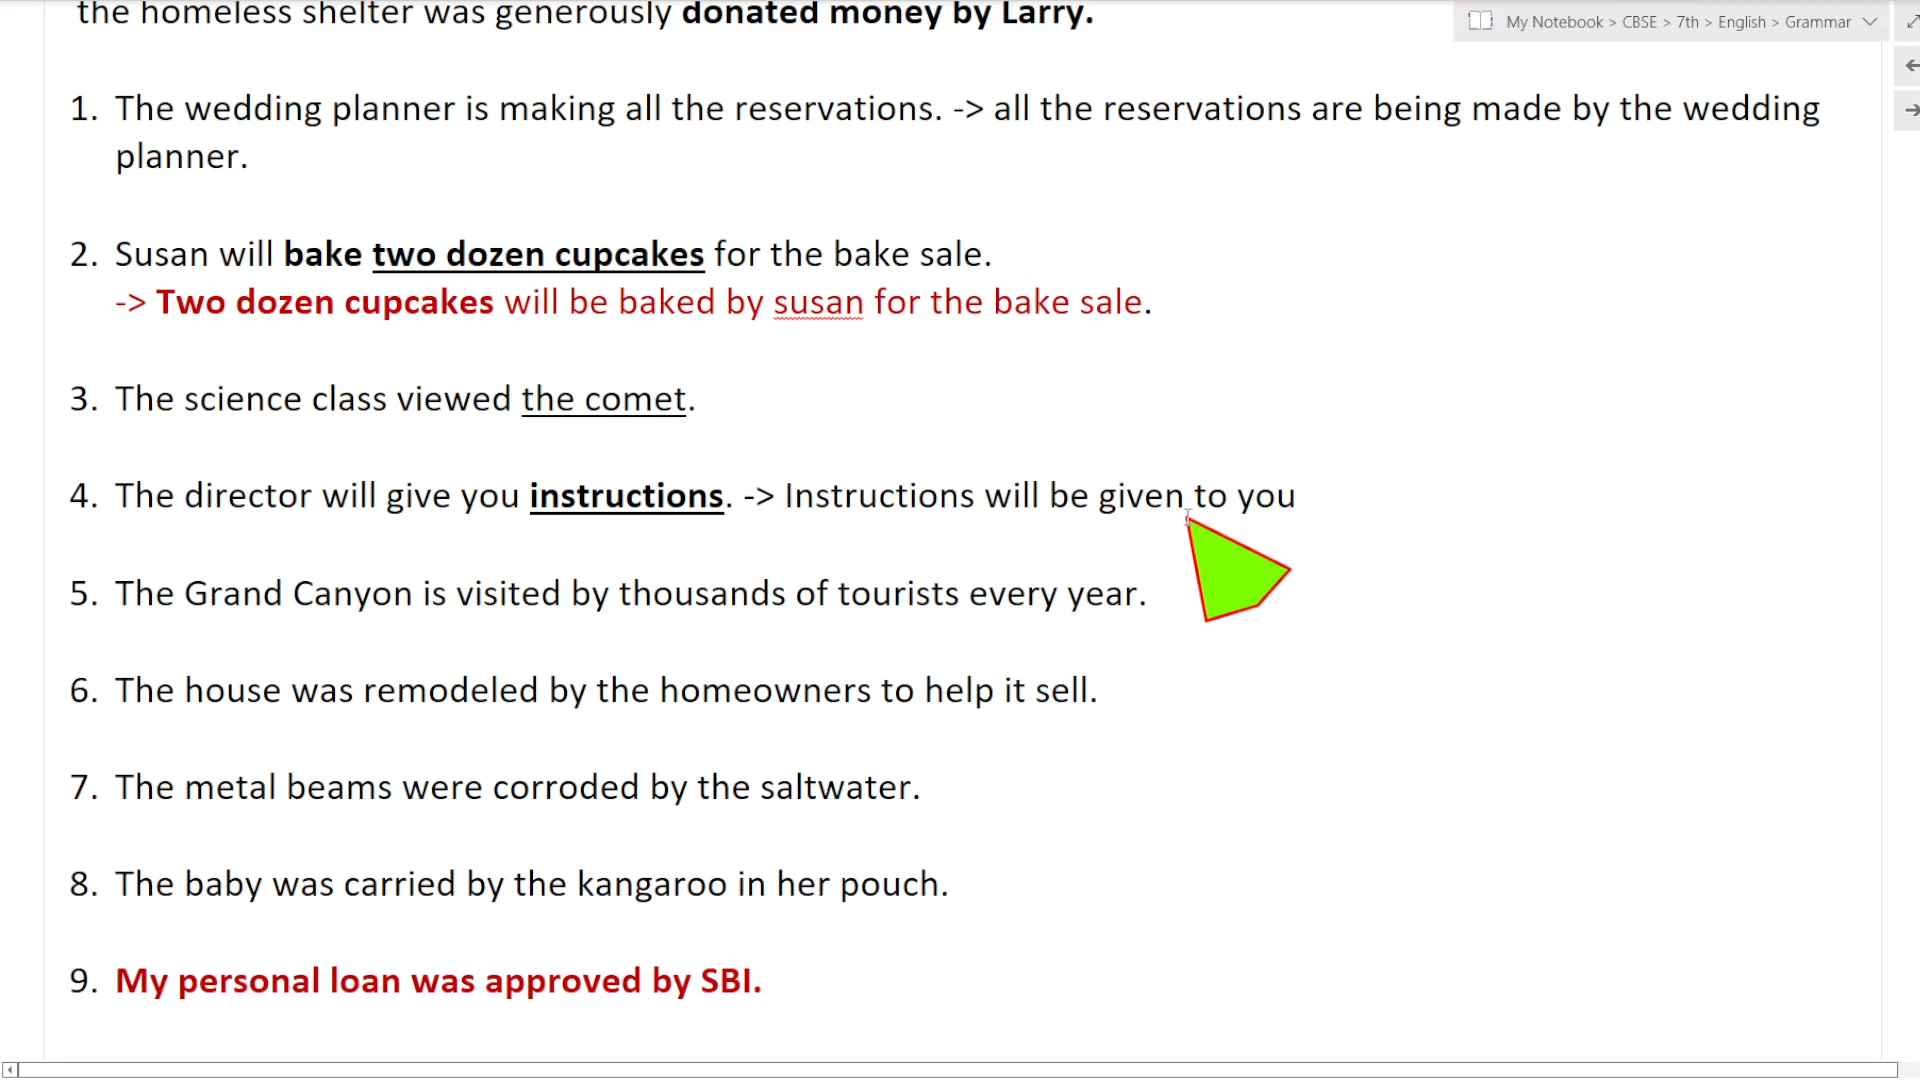 the homeless shelter was generously donated money by Larry.
My Notebook > CBSE > 7th > English > Grammar
1. The wedding planner is making all the reservations. -> all the reservations are being made by the wedding
planner.
2. Susan will bake two dozen cupcakes for the bake sale.
-> Two dozen cupcakes will be baked by susan for the bake sale.
3. The science class viewed the comet.
4. The director will give you instructions. -> Instructions will be given to you
5. The Grand Canyon is visited by thousands of tourists every year.
6. The house was remodeled by the homeowners to help it sell.
7. The metal beams were corroded by the saltwater.
8. The baby was carried by the kangaroo in her pouch.
9. My personal loan was approved by SBI.